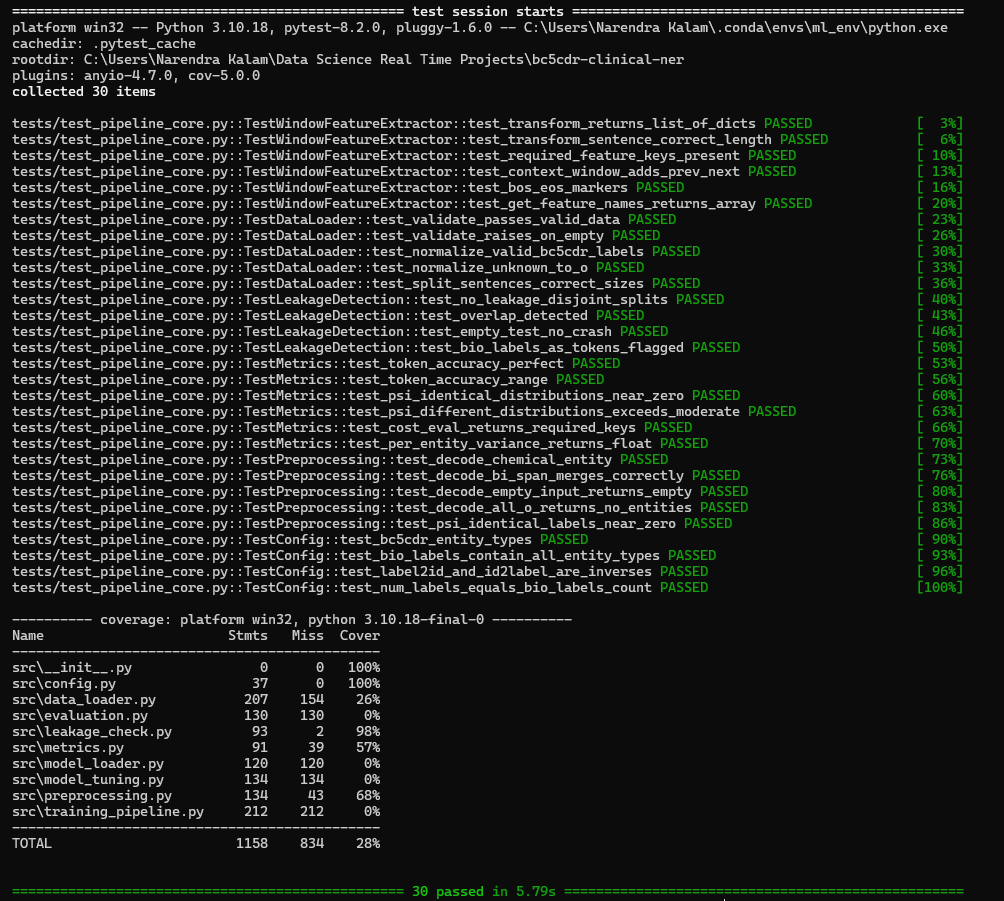 ================================================= test session starts =================================================
platform win32 -- Python 3.10.18, pytest-8.2.0, pluggy-1.6.0 -- C:\Users\Narendra Kalam\.conda\envs\ml_env\python.exe
cachedir: .pytest_cache
rootdir: C:\Users\Narendra Kalam\Data Science Real Time Projects\bc5cdr-clinical-ner
plugins: anyio-4.7.0, cov-5.0.0
collected 30 items
tests/test_pipeline_core.py::TestWindowFeatureExtractor::test_transform_returns_list_of_dicts PASSED [  3%]
tests/test_pipeline_core.py::TestWindowFeatureExtractor::test_transform_sentence_correct_length PASSED [  6%]
tests/test_pipeline_core.py::TestWindowFeatureExtractor::test_required_feature_keys_present PASSED [ 10%]
tests/test_pipeline_core.py::TestWindowFeatureExtractor::test_context_window_adds_prev_next PASSED [ 13%]
tests/test_pipeline_core.py::TestWindowFeatureExtractor::test_bos_eos_markers PASSED [ 16%]
tests/test_pipeline_core.py::TestWindowFeatureExtractor::test_get_feature_names_returns_array PASSED [ 20%]
tests/test_pipeline_core.py::TestDataLoader::test_validate_passes_valid_data PASSED [ 23%]
tests/test_pipeline_core.py::TestDataLoader::test_validate_raises_on_empty PASSED [ 26%]
tests/test_pipeline_core.py::TestDataLoader::test_normalize_valid_bc5cdr_labels PASSED [ 30%]
tests/test_pipeline_core.py::TestDataLoader::test_normalize_unknown_to_o PASSED [ 33%]
tests/test_pipeline_core.py::TestDataLoader::test_split_sentences_correct_sizes PASSED [ 36%]
tests/test_pipeline_core.py::TestLeakageDetection::test_no_leakage_disjoint_splits PASSED [ 40%]
tests/test_pipeline_core.py::TestLeakageDetection::test_overlap_detected PASSED [ 43%]
tests/test_pipeline_core.py::TestLeakageDetection::test_empty_test_no_crash PASSED [ 46%]
tests/test_pipeline_core.py::TestLeakageDetection::test_bio_labels_as_tokens_flagged PASSED [ 50%]
tests/test_pipeline_core.py::TestMetrics::test_token_accuracy_perfect PASSED [ 53%]
tests/test_pipeline_core.py::TestMetrics::test_token_accuracy_range PASSED [ 56%]
tests/test_pipeline_core.py::TestMetrics::test_psi_identical_distributions_near_zero PASSED [ 60%]
tests/test_pipeline_core.py::TestMetrics::test_psi_different_distributions_exceeds_moderate PASSED [ 63%]
tests/test_pipeline_core.py::TestMetrics::test_cost_eval_returns_required_keys PASSED [ 66%]
tests/test_pipeline_core.py::TestMetrics::test_per_entity_variance_returns_float PASSED [ 70%]
tests/test_pipeline_core.py::TestPreprocessing::test_decode_chemical_entity PASSED [ 73%]
tests/test_pipeline_core.py::TestPreprocessing::test_decode_bi_span_merges_correctly PASSED [ 76%]
tests/test_pipeline_core.py::TestPreprocessing::test_decode_empty_input_returns_empty PASSED [ 80%]
tests/test_pipeline_core.py::TestPreprocessing::test_decode_all_o_returns_no_entities PASSED [ 83%]
tests/test_pipeline_core.py::TestPreprocessing::test_psi_identical_labels_near_zero PASSED [ 86%]
tests/test_pipeline_core.py::TestConfig::test_bc5cdr_entity_types PASSED [ 90%]
tests/test_pipeline_core.py::TestConfig::test_bio_labels_contain_all_entity_types PASSED [ 93%]
tests/test_pipeline_core.py::TestConfig::test_label2id_and_id2label_are_inverses PASSED [ 96%]
tests/test_pipeline_core.py::TestConfig::test_num_labels_equals_bio_labels_count PASSED [100%]
---------- coverage: platform win32, python 3.10.18-final-0 ----------
Name                       Stmts   Miss  Cover
----------------------------------------------
src\__init__.py                0      0   100%
src\config.py                 37      0   100%
src\data_loader.py           207    154    26%
src\evaluation.py            130    130     0%
src\leakage_check.py          93      2    98%
src\metrics.py                91     39    57%
src\model_loader.py          120    120     0%
src\model_tuning.py          134    134     0%
src\preprocessing.py         134     43    68%
src\training_pipeline.py     212    212     0%
----------------------------------------------
TOTAL                       1158    834    28%
================================================= 30 passed in 5.79s ==================================================